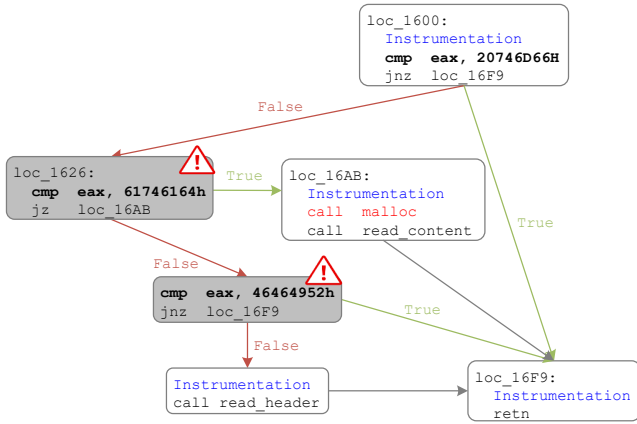 loc_1600:
Instrumentation
cmp eax, 20746D66H
jnz loc_16F9
False
loc_1626:
cmp eax, 61746164h
jz loc_16AB
True
loc_16AB:
Instrumentation
call malloc
call read_content
True
False
cmp eax, 46464952h
jnz loc_16F9
True
False
Instrumentation
call read_header
loc_16F9:
Instrumentation
retn